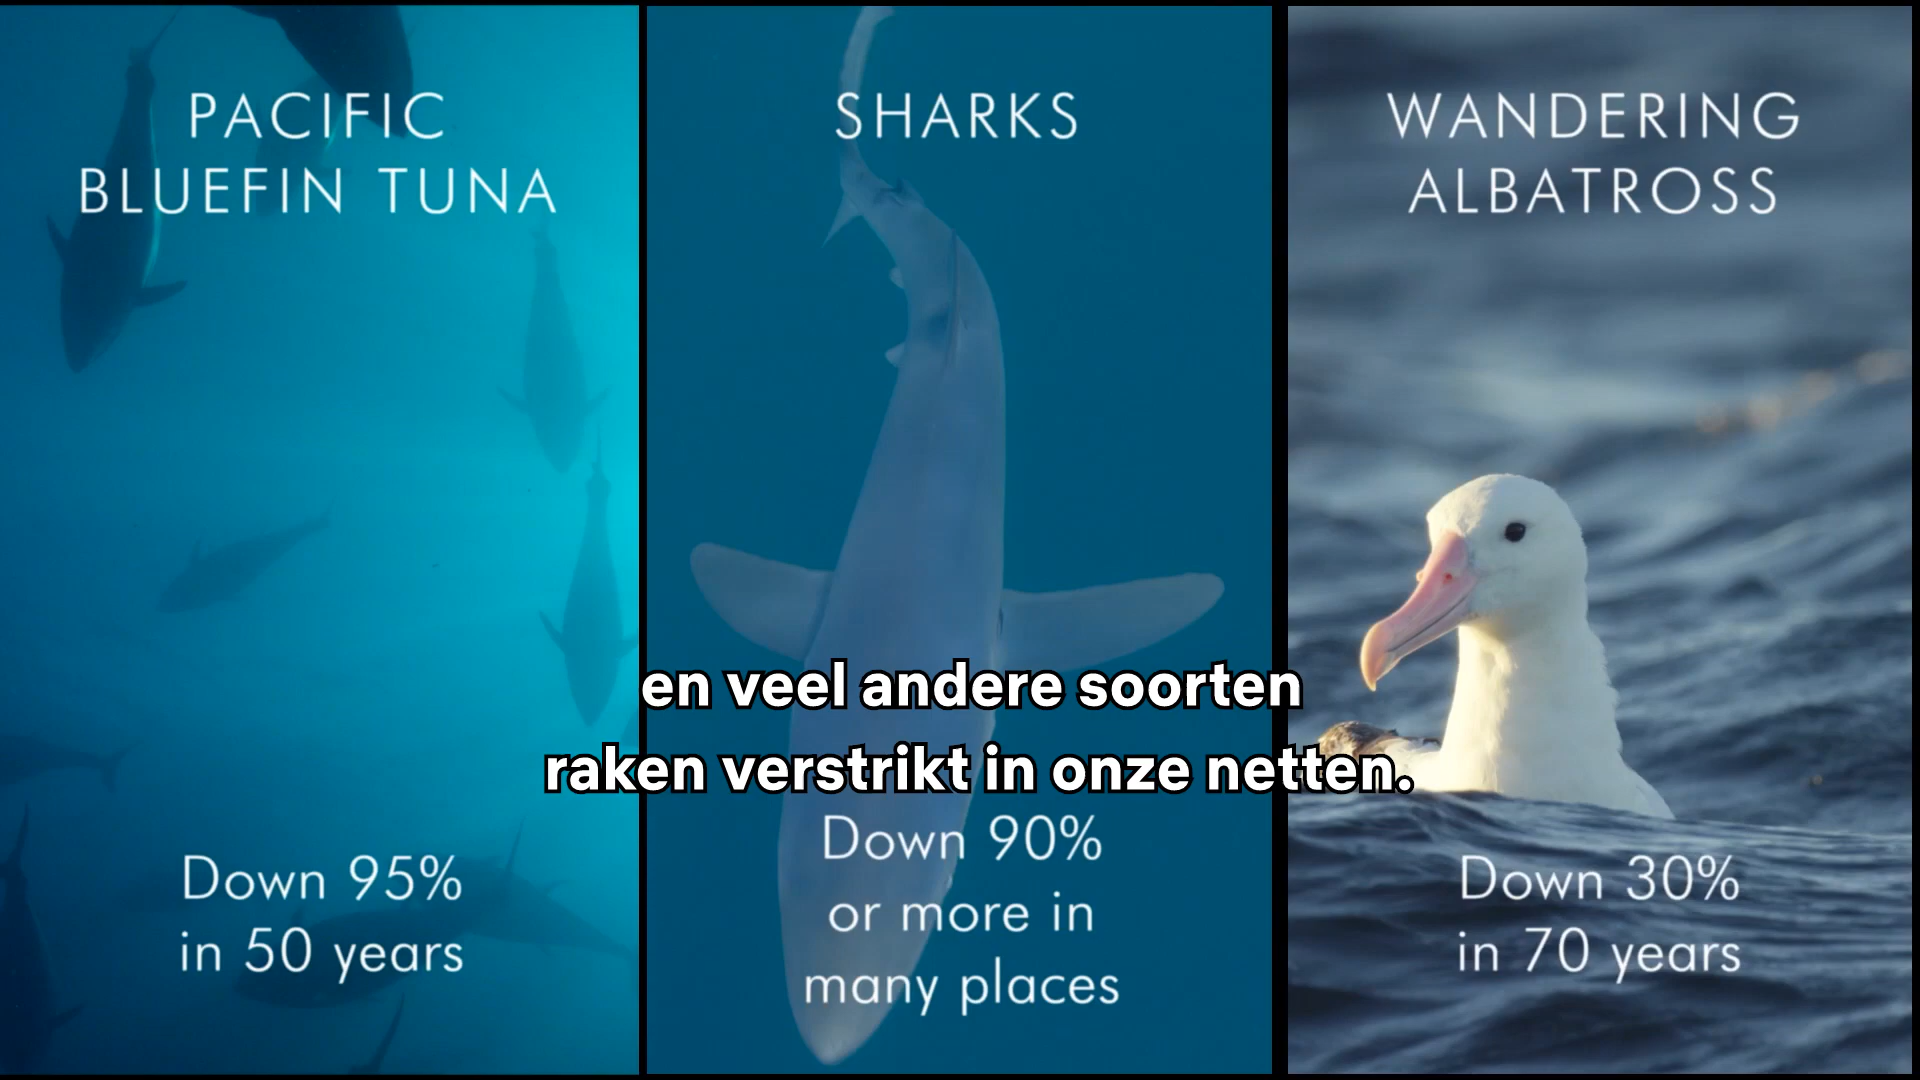 PACIFIC
BLUEFIN TUNA
Down 95%
in 50 years
SHARKS
Down 90%
or more in
many places
WANDERING
ALBATROSS
Down 30%
in 70 years
en veel andere soorten
raken verstrikt in onze netten.